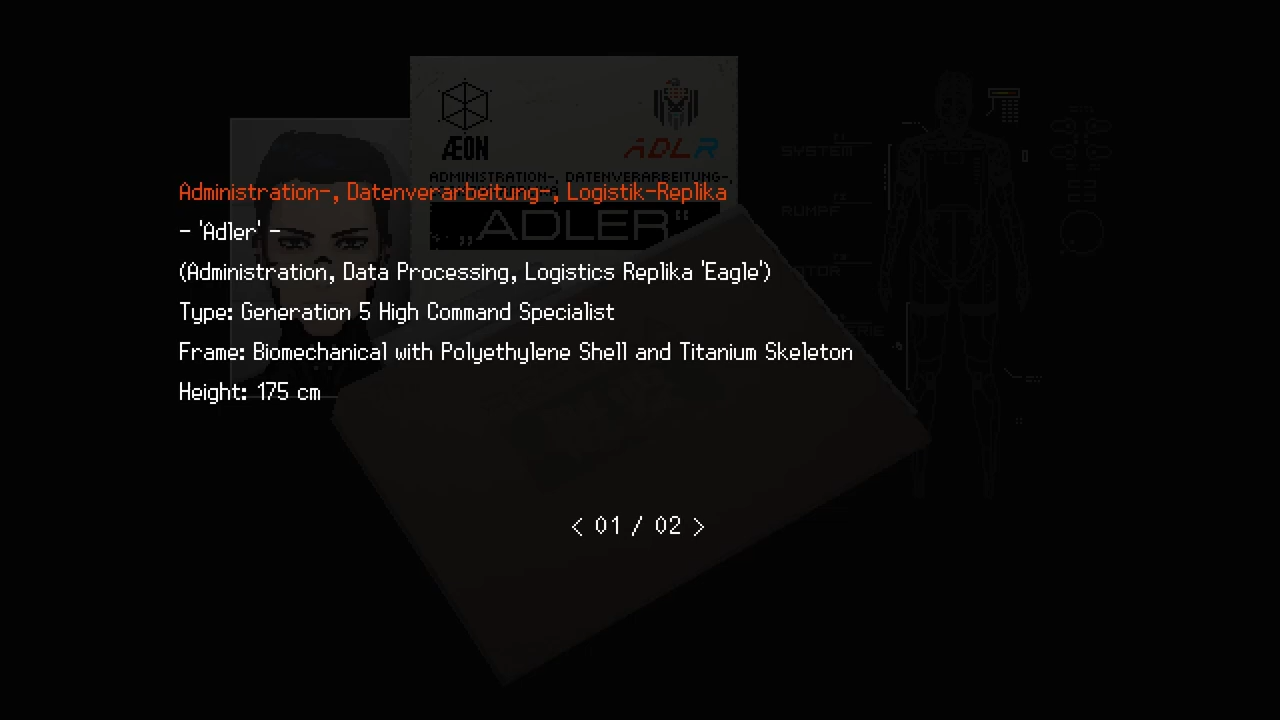 ÆON
ADLR
ADMINISTRATION-, DATENVERARBEITUNG-,
Administration-, Datenverarbeitung-, Logistik-Replika
„ADLER“
- 'Adler' -
(Administration, Data Processing, Logistics Replika 'Eagle')
Type: Generation 5 High Command Specialist
Frame: Biomechanical with Polyethylene Shell and Titanium Skeleton
Height: 175 cm
SYSTEM
RUMPF
< 01 / 02 >